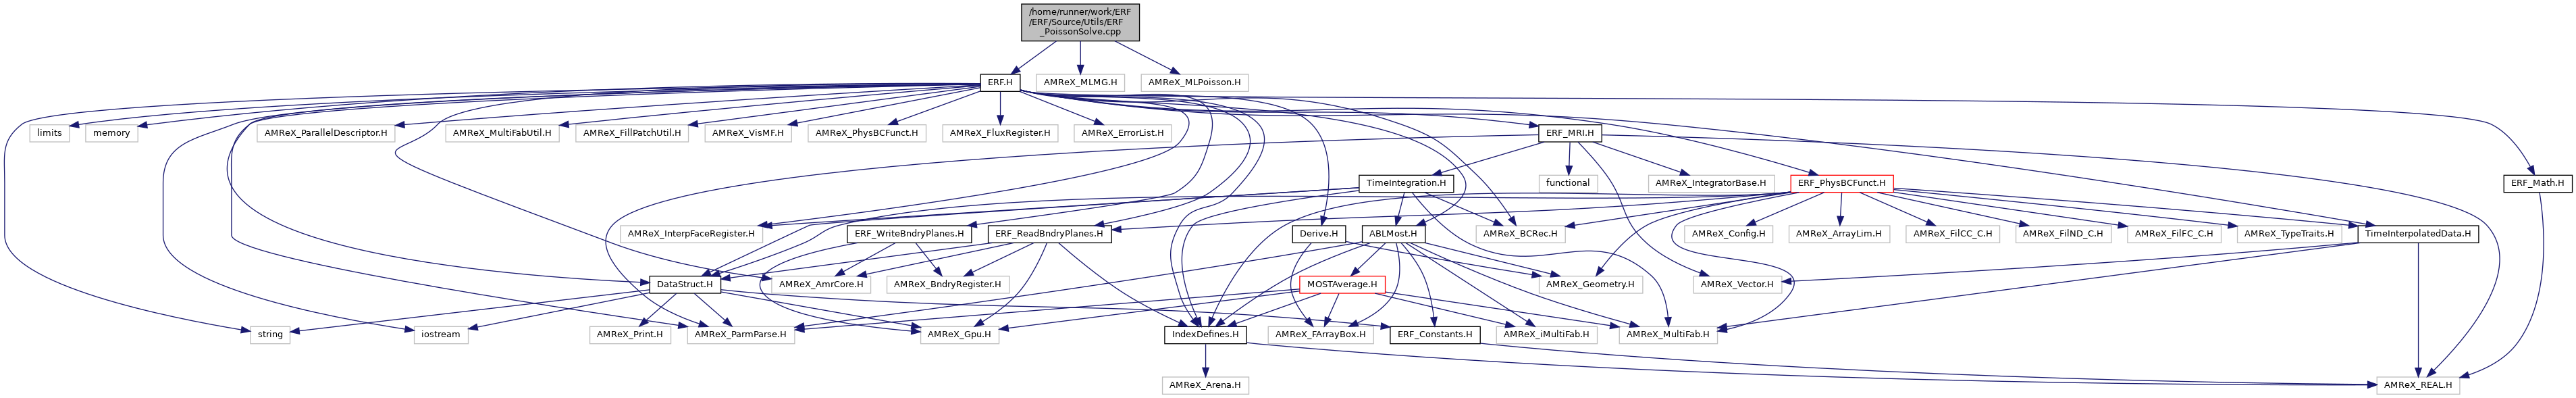 /home/runner/work/ERF
/ERF/Source/Utils/ERF
_PoissonSolve.cpp
ERF.H
AMReX_MLMG.H
AMReX_MLPoisson.H
limits
memory
AMReX_ParallelDescriptor.H
AMReX_MultiFabUtil.H
AMReX_FillPatchUtil.H
AMReX_VisMF.H
AMReX_PhysBCFunct.H
AMReX_FluxRegister.H
AMReX_ErrorList.H
ERF_MRI.H
TimeIntegration.H
functional
AMReX_IntegratorBase.H
ERF_PhysBCFunct.H
ERF_Math.H
AMReX_InterpFaceRegister.H
ERF_WriteBndryPlanes.H
ERF_ReadBndryPlanes.H
Derive.H
ABLMost.H
AMReX_BCRec.H
AMReX_Config.H
AMReX_ArrayLim.H
AMReX_FilCC_C.H
AMReX_FilND_C.H
AMReX_FilFC_C.H
AMReX_TypeTraits.H
TimeInterpolatedData.H
DataStruct.H
AMReX_AmrCore.H
AMReX_BndryRegister.H
MOSTAverage.H
AMReX_Geometry.H
AMReX_Vector.H
string
iostream
AMReX_Print.H
AMReX_ParmParse.H
AMReX_Gpu.H
IndexDefines.H
AMReX_FArrayBox.H
ERF_Constants.H
AMReX_iMultiFab.H
AMReX_MultiFab.H
AMReX_Arena.H
AMReX_REAL.H